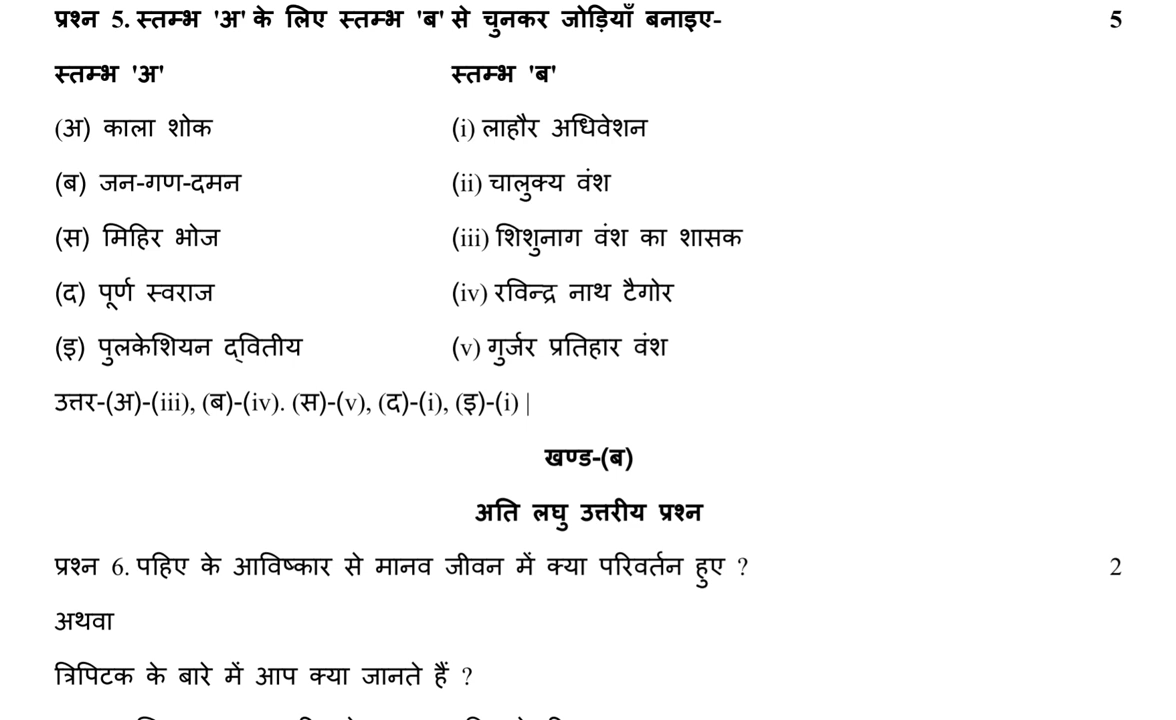 प्रश्न 5. स्तम्भ 'अ' के लिए स्तम्भ 'ब' से चुनकर जोड़ियाँ बनाइए- 5
स्तम्भ 'अ' स्तम्भ 'ब'
(अ) काला शोक (i) लाहौर अधिवेशन
(ब) जन-गण-दमन (ii) चालुक्य वंश
(स) मिहिर भोज (iii) शिशुनाग वंश का शासक
(द) पूर्ण स्वराज (iv) रविन्द्र नाथ टैगोर
(इ) पुलकेशियन द्वितीय (v) गुर्जर प्रतिहार वंश
उत्तर-(अ)-(iii), (ब)-(iv). (स)-(v), (द)-(i), (इ)-(i) |
खण्ड-(ब)
अति लघु उत्तरीय प्रश्न
प्रश्न 6. पहिए के आविष्कार से मानव जीवन में क्या परिवर्तन हुए ? 2
अथवा
त्रिपिटक के बारे में आप क्या जानते हैं ?